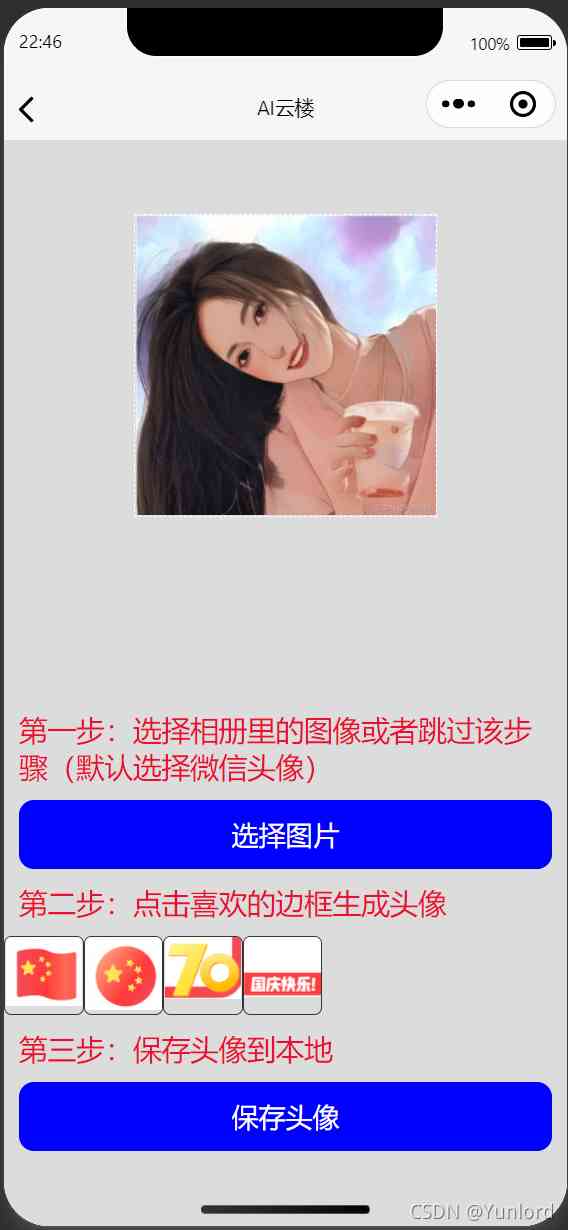 22:46
100%
AI云楼
第一步：选择相册里的图像或者跳过该步
骤（默认选择微信头像）
选择图片
第二步：点击喜欢的边框生成头像
70
国庆快乐!
第三步：保存头像到本地
保存头像
CSDN @Yunlord